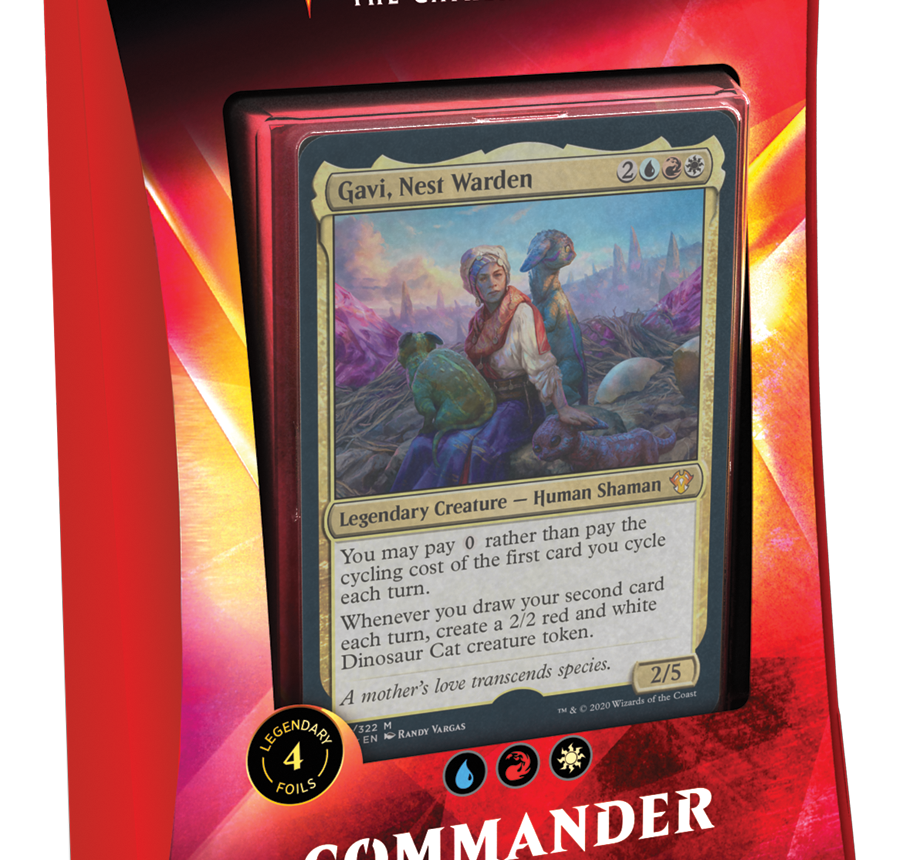 Gavi, Nest Warden 2
Legendary Creature — Human Shaman
You may pay 0 rather than pay the
cycling cost of the first card you cycle
each turn.
Whenever you draw your second card
each turn, create a 2/2 red and white
Dinosaur Cat creature token.
A mother's love transcends species.
2/5
/322 M
EN RANDY VARGAS
™ & © 2020 Wizards of the Coast
LEGENDARY
4
FOILS
COMMANDER